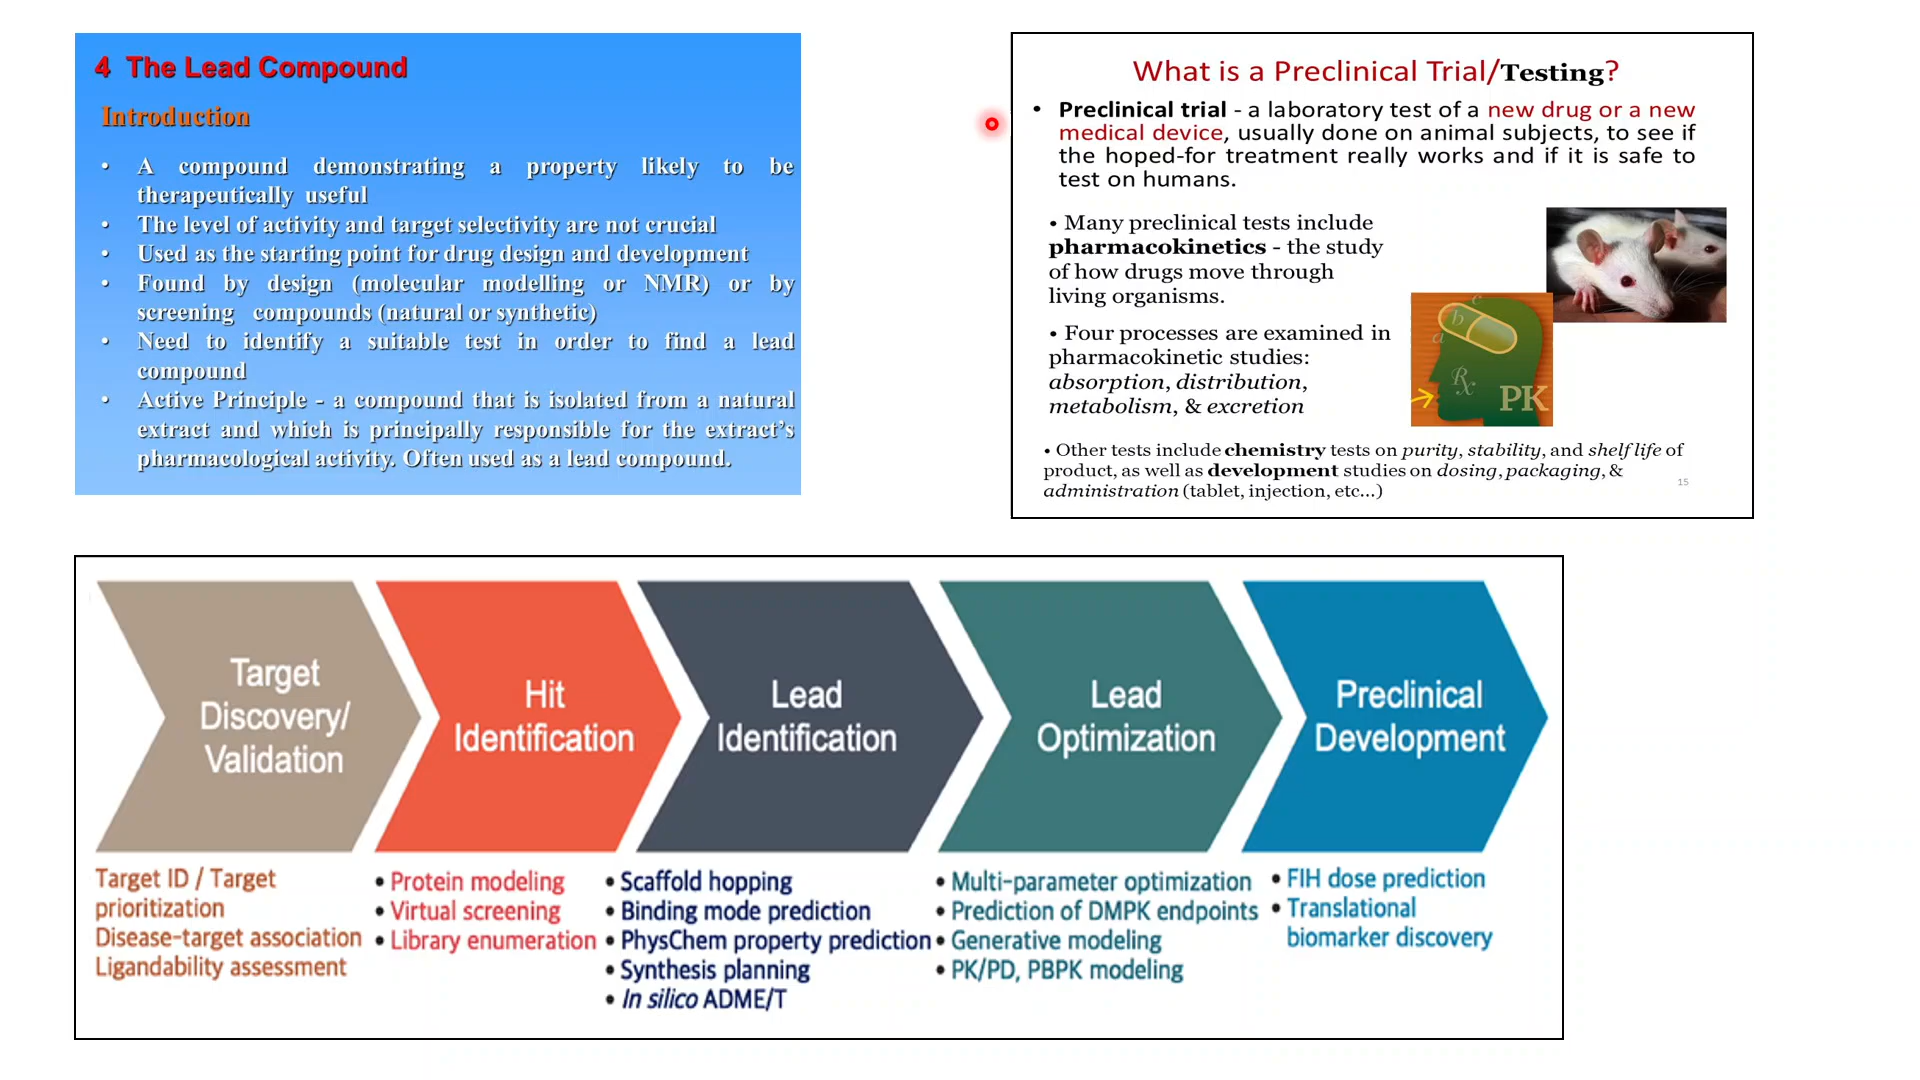 4 The Lead Compound
Introduction
• A compound demonstrating a property likely to be
therapeutically useful
• The level of activity and target selectivity are not crucial
• Used as the starting point for drug design and development
• Found by design (molecular modelling or NMR) or by
screening compounds (natural or synthetic)
• Need to identify a suitable test in order to find a lead
compound
• Active Principle - a compound that is isolated from a natural
extract and which is principally responsible for the extract’s
pharmacological activity. Often used as a lead compound.
What is a Preclinical Trial/Testing?
• Preclinical trial - a laboratory test of a new drug or a new
medical device, usually done on animal subjects, to see if
the hoped-for treatment really works and if it is safe to
test on humans.
• Many preclinical tests include
pharmacokinetics - the study
of how drugs move through
living organisms.
• Four processes are examined in
pharmacokinetic studies:
absorption, distribution,
metabolism, & excretion
a b c
Rx
PK
• Other tests include chemistry tests on purity, stability, and shelf life of
product, as well as development studies on dosing, packaging, &
administration (tablet, injection, etc...)
15
Target
Discovery/
Validation
Hit
Identification
Lead
Identification
Lead
Optimization
Preclinical
Development
Target ID / Target
prioritization
Disease-target association
Ligandability assessment
• Protein modeling
• Virtual screening
• Library enumeration
• Scaffold hopping
• Binding mode prediction
• PhysChem property prediction
• Synthesis planning
• In silico ADME/T
• Multi-parameter optimization
• Prediction of DMPK endpoints
• Generative modeling
• PK/PD, PBPK modeling
• FIH dose prediction
• Translational
biomarker discovery